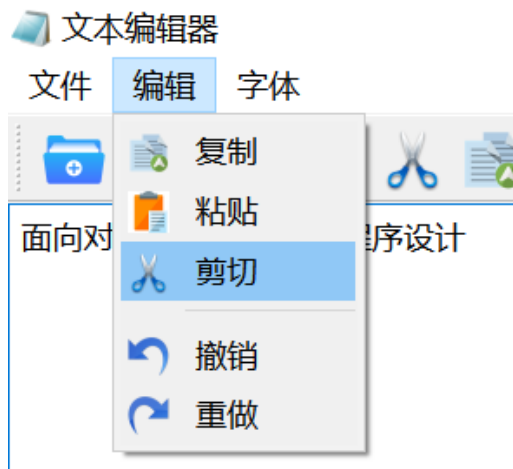 文本编辑器
文件 编辑 字体
复制
粘贴
面向对 程序设计
剪切
撤销
重做